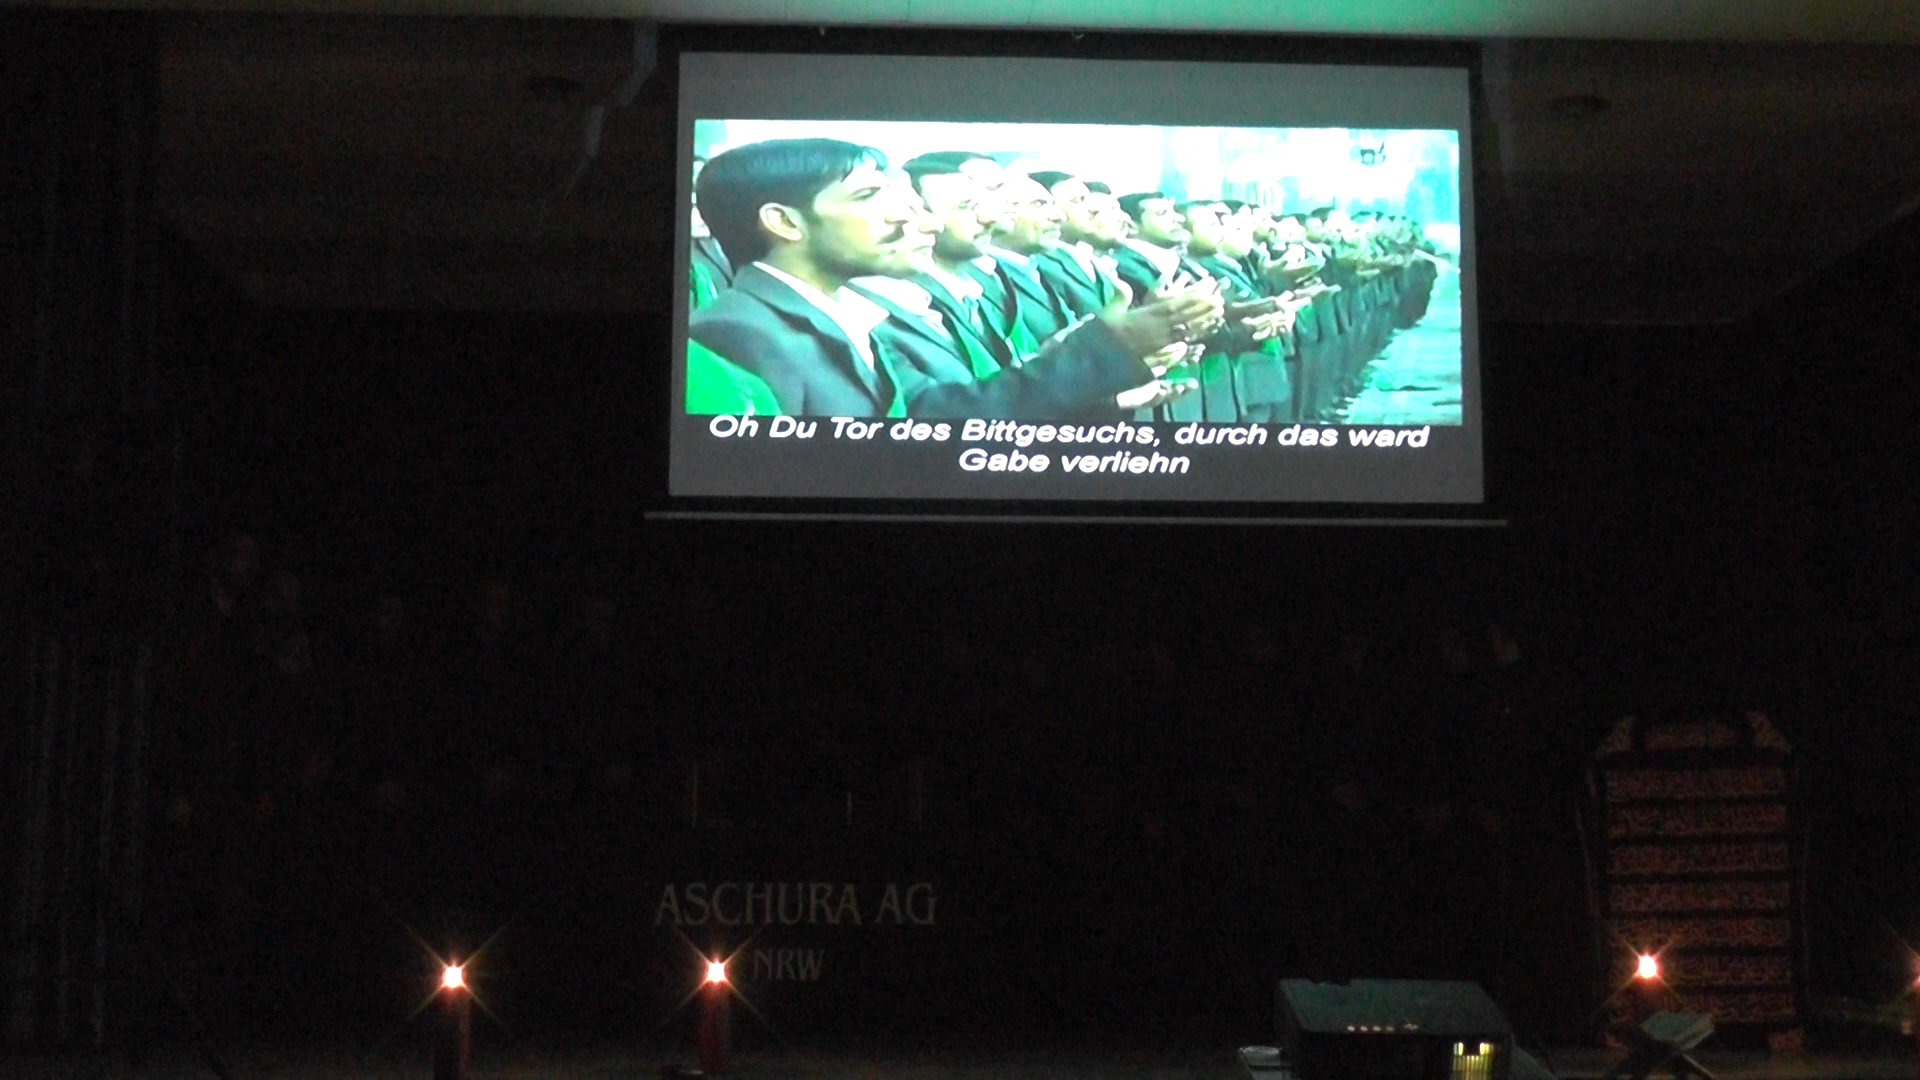 Oh Du Tor des Bittgesuchs, durch das ward
Gabe verliehn
ASCHURA AG
NRW